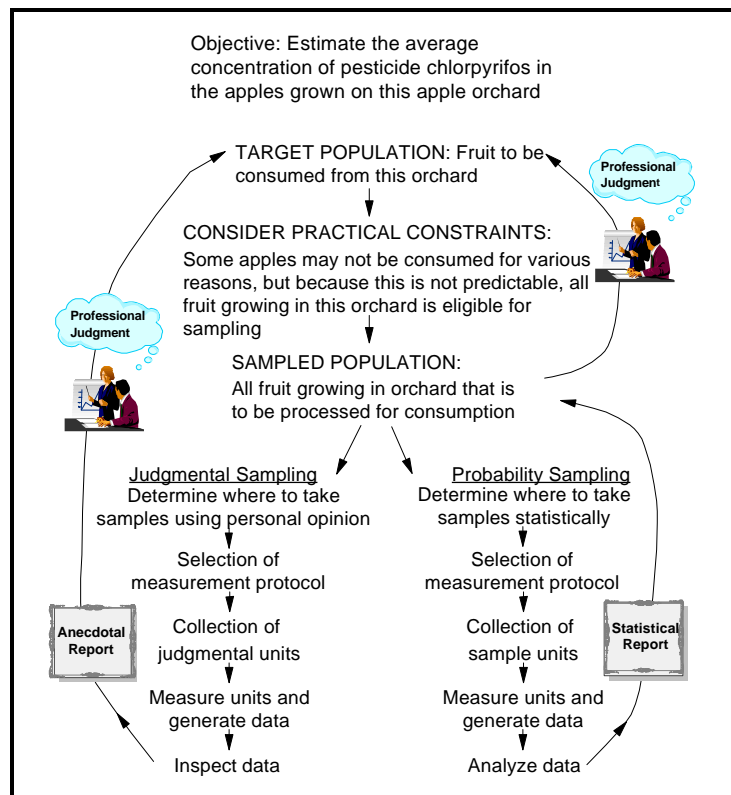 Objective: Estimate the average
concentration of pesticide chlorpyrifos in
the apples grown on this apple orchard
TARGET POPULATION: Fruit to be
consumed from this orchard
Professional
Judgment
CONSIDER PRACTICAL CONSTRAINTS:
Some apples may not be consumed for various
reasons, but because this is not predictable, all
fruit growing in this orchard is eligible for
sampling
Professional
Judgment
SAMPLED POPULATION:
All fruit growing in orchard that is
to be processed for consumption
Judgmental Sampling
Determine where to take
samples using personal opinion
Selection of
measurement protocol
Collection of
judgmental units
Measure units and
generate data
Inspect data
Anecdotal
Report
Probability Sampling
Determine where to take
samples statistically
Selection of
measurement protocol
Collection of
sample units
Measure units and
generate data
Analyze data
Statistical
Report